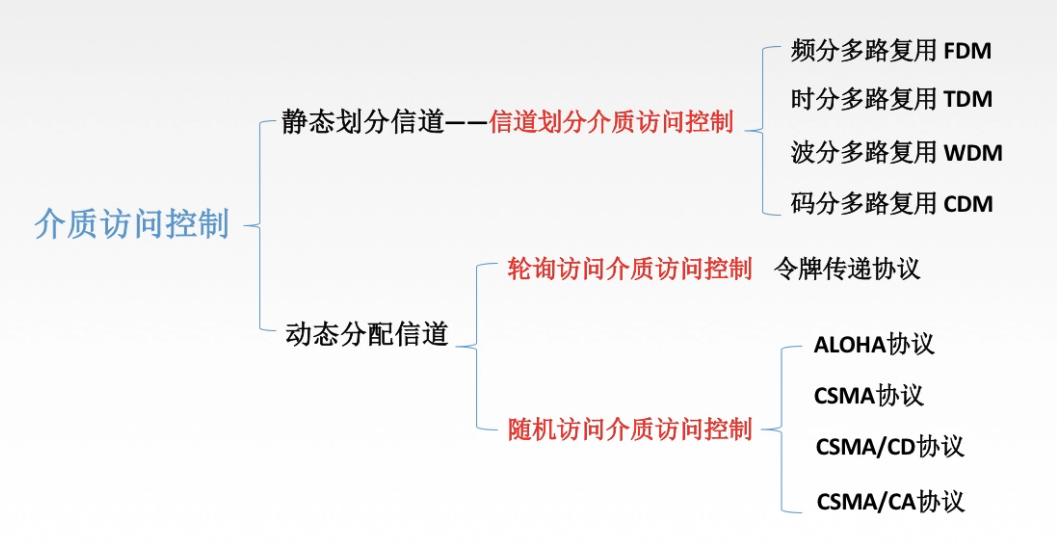 频分多路复用 FDM
时分多路复用 TDM
静态划分信道——信道划分介质访问控制
波分多路复用 WDM
码分多路复用 CDM
介质访问控制
轮询访问介质访问控制 令牌传递协议
动态分配信道
ALOHA协议
CSMA协议
随机访问介质访问控制
CSMA/CD协议
CSMA/CA协议